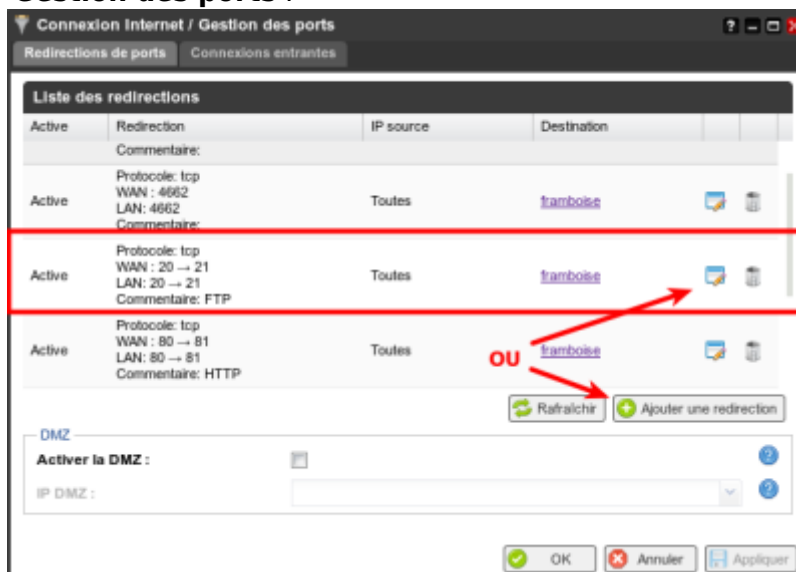 Gestion des ports :
Connexion Internet / Gestion des ports
Redirections de ports Connexions entrantes
Liste des redirections
Active Redirection IP source Destination
Commentaire:
Protocole: tcp
WAN : 4662
Active Toutes framboise
LAN: 4662
Commentaire:
Protocole: tcp
WAN : 20 → 21
Active Toutes framboise
LAN: 20 → 21
Commentaire: FTP
Protocole: tcp
WAN : 80 → 81
Active Toutes framboise
LAN: 80 → 81
OU
Commentaire: HTTP
Rafraîchir Ajouter une redirection
DMZ
Activer la DMZ :
IP DMZ :
OK Annuler Appliquer